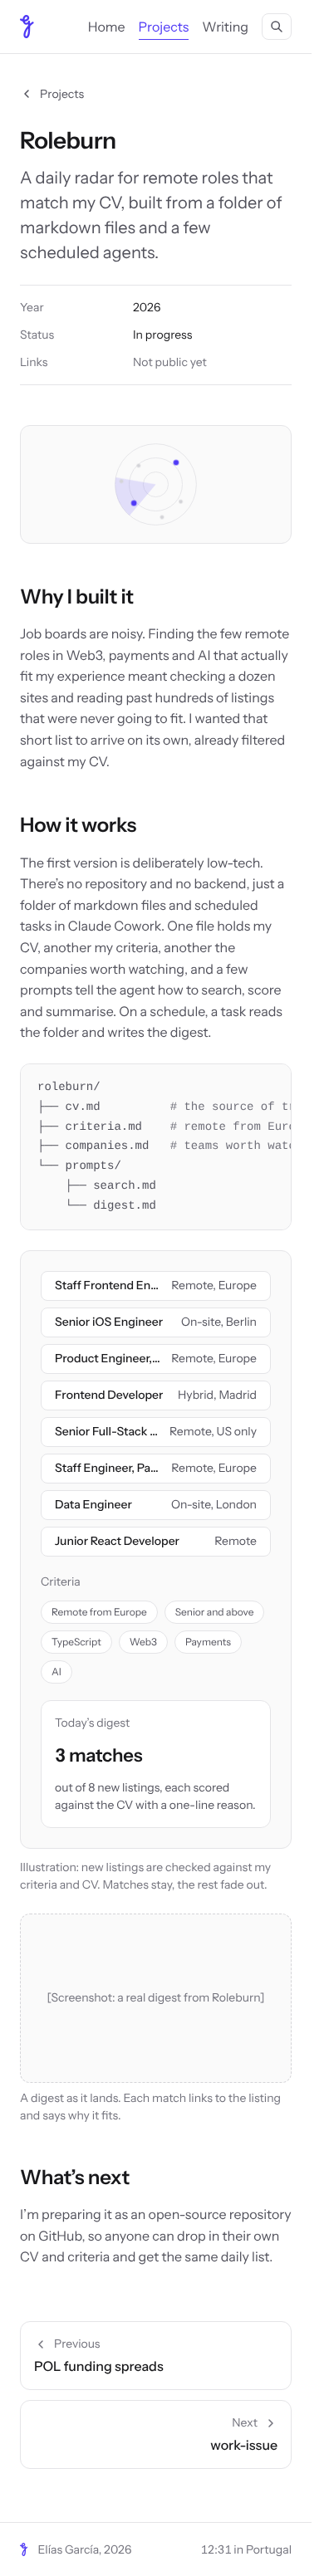 Home Projects Writing
Projects
Roleburn
A daily radar for remote roles that
match my CV, built from a folder of
markdown files and a few
scheduled agents.
Year 2026
Status In progress
Links Not public yet
Why I built it
Job boards are noisy. Finding the few remote
roles in Web3, payments and AI that actually
fit my experience meant checking a dozen
sites and reading past hundreds of listings
that were never going to fit. I wanted that
short list to arrive on its own, already filtered
against my CV.
How it works
The first version is deliberately low-tech.
There’s no repository and no backend, just a
folder of markdown files and scheduled
tasks in Claude Cowork. One file holds my
CV, another my criteria, another the
companies worth watching, and a few
prompts tell the agent how to search, score
and summarise. On a schedule, a task reads
the folder and writes the digest.
roleburn/
├── cv.md # the source of t
├── criteria.md # remote from Euro
├── companies.md # teams worth wat
└── prompts/
├── search.md
└── digest.md
Staff Frontend En... Remote, Europe
Senior iOS Engineer On-site, Berlin
Product Engineer,... Remote, Europe
Frontend Developer Hybrid, Madrid
Senior Full-Stack ... Remote, US only
Staff Engineer, Pa... Remote, Europe
Data Engineer On-site, London
Junior React Developer Remote
Criteria
Remote from Europe Senior and above
TypeScript Web3 Payments
AI
Today’s digest
3 matches
out of 8 new listings, each scored
against the CV with a one-line reason.
Illustration: new listings are checked against my
criteria and CV. Matches stay, the rest fade out.
[Screenshot: a real digest from Roleburn]
A digest as it lands. Each match links to the listing
and says why it fits.
What’s next
I’m preparing it as an open-source repository
on GitHub, so anyone can drop in their own
CV and criteria and get the same daily list.
Previous
POL funding spreads
Next
work-issue
Elías García, 2026 12:31 in Portugal